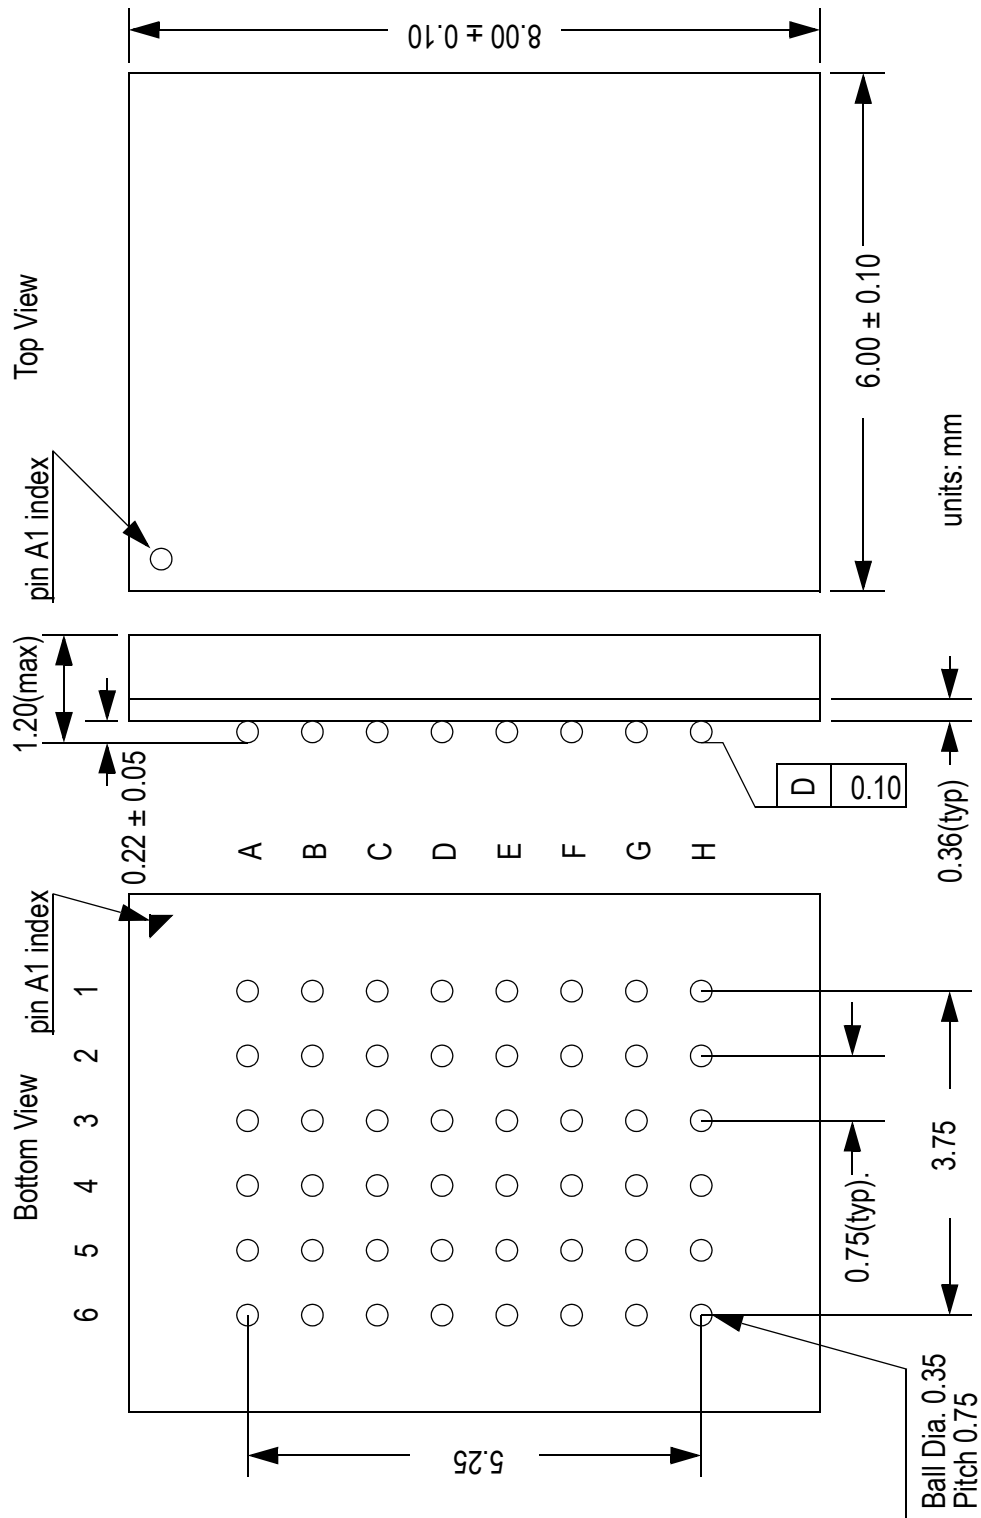 Bottom View
Top View
pin A1 index
pin A1 index
6
5
4
3
2
1
1.20(max)
0.22 ± 0.05
8.00 ± 0.10
A
B
C
D
E
F
G
H
D
0.10
5.25
0.75(typ).
3.75
0.36(typ)
6.00 ± 0.10
Ball Dia. 0.35
Pitch 0.75
units: mm